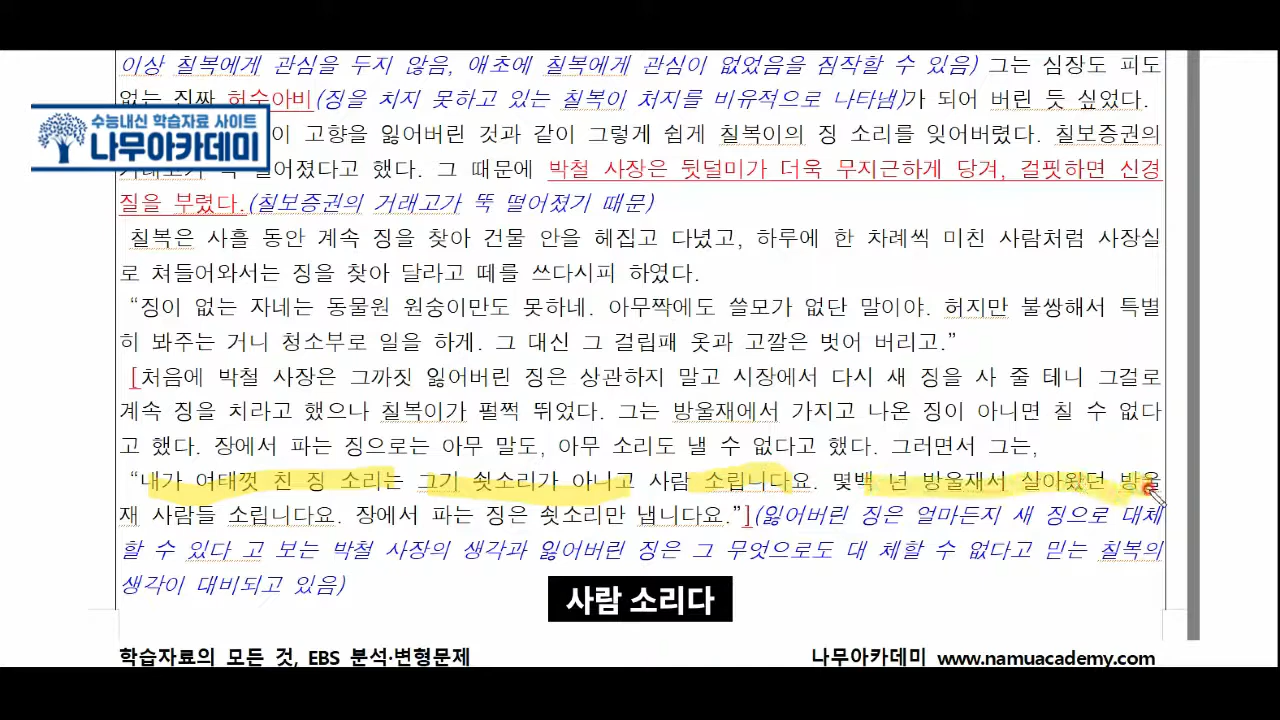 이상 칠복에게 관심을 두지 않음, 애초에 칠복에게 관심이 없었음을 짐작할 수 있음) 그는 심장도 피도
없는 진짜 허수아비(징을 치지 못하고 있는 칠복이 처지를 비유적으로 나타냄)가 되어 버린 듯 싶었다.
수능내신 학습자료 사이트
나무아카데미
이 고향을 잃어버린 것과 같이 그렇게 쉽게 칠복이의 징 소리를 잊어버렸다. 칠보증권의
거래고가 뚝 떨어졌다고 했다. 그 때문에 박철 사장은 뒷덜미가 더욱 무지근하게 당겨, 걸핏하면 신경
질을 부렸다.(칠보증권의 거래고가 뚝 떨어졌기 때문)
칠복은 사흘 동안 계속 징을 찾아 건물 안을 헤집고 다녔고, 하루에 한 차례씩 미친 사람처럼 사장실
로 쳐들어와서는 징을 찾아 달라고 떼를 쓰다시피 하였다.
“징이 없는 자네는 동물원 원숭이만도 못하네. 아무짝에도 쓸모가 없단 말이야. 허지만 불쌍해서 특별
히 봐주는 거니 청소부로 일을 하게. 그 대신 그 걸립패 옷과 고깔은 벗어 버리고.”
[처음에 박철 사장은 그까짓 잃어버린 징은 상관하지 말고 시장에서 다시 새 징을 사 줄 테니 그걸로
계속 징을 치라고 했으나 칠복이가 펄쩍 뛰었다. 그는 방울재에서 가지고 나온 징이 아니면 칠 수 없다
고 했다. 장에서 파는 징으로는 아무 말도, 아무 소리도 낼 수 없다고 했다. 그러면서 그는,
“내가 여태껏 친 징 소리는 그기 쇳소리가 아니고 사람 소립니다요. 몇백 년 방울재서 살아왔던 방울
재 사람들 소립니다요. 장에서 파는 징은 쇳소리만 냅니다요.”](잃어버린 징은 얼마든지 새 징으로 대체
할 수 있다 고 보는 박철 사장의 생각과 잃어버린 징은 그 무엇으로도 대 체할 수 없다고 믿는 칠복의
생각이 대비되고 있음)
사람 소리다
학습자료의 모든 것, EBS 분석·변형문제
나무아카데미 www.namuacademy.com